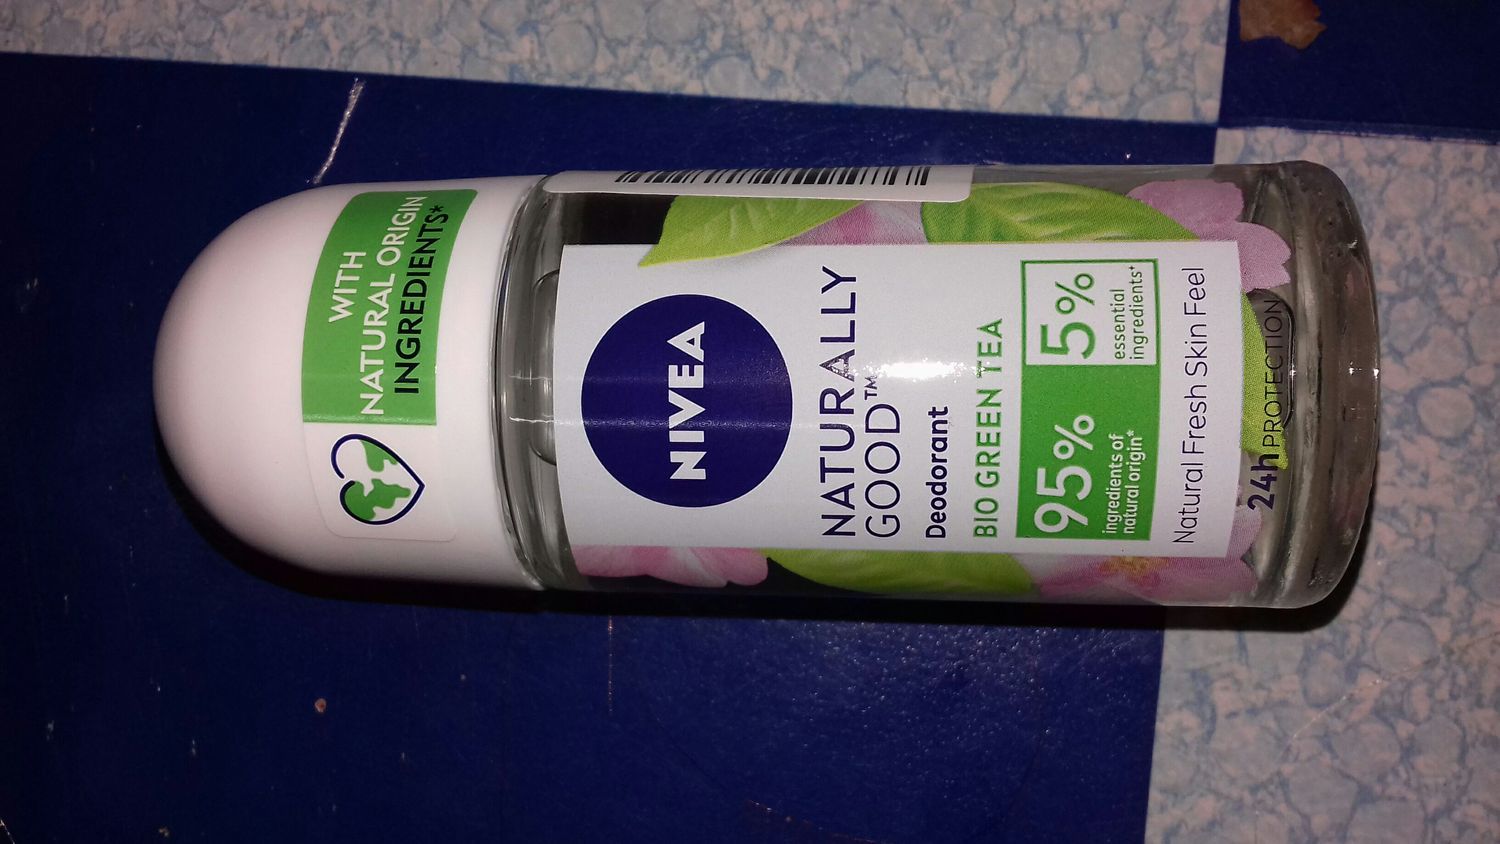 WITH
NATURAL ORIGIN
INGREDIENTS*
NIVEA
NATURALLY
GOOD™
Deodorant
BIO GREEN TEA
95%
ingredients of
natural origin*
5%
essential
ingredients*
Natural Fresh Skin Feel
24h PROTECTION